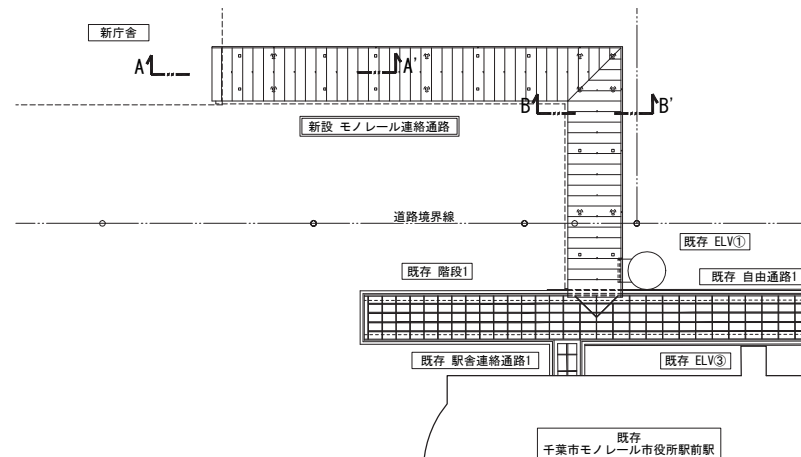 新庁舎
A
A'
B
B'
新設 モノレール連絡通路
道路境界線
既存 ELV①
既存 階段1
既存 自由通路1
既存 駅舎連絡通路1
既存 ELV③
既存
千葉市モノレール市役所駅前駅